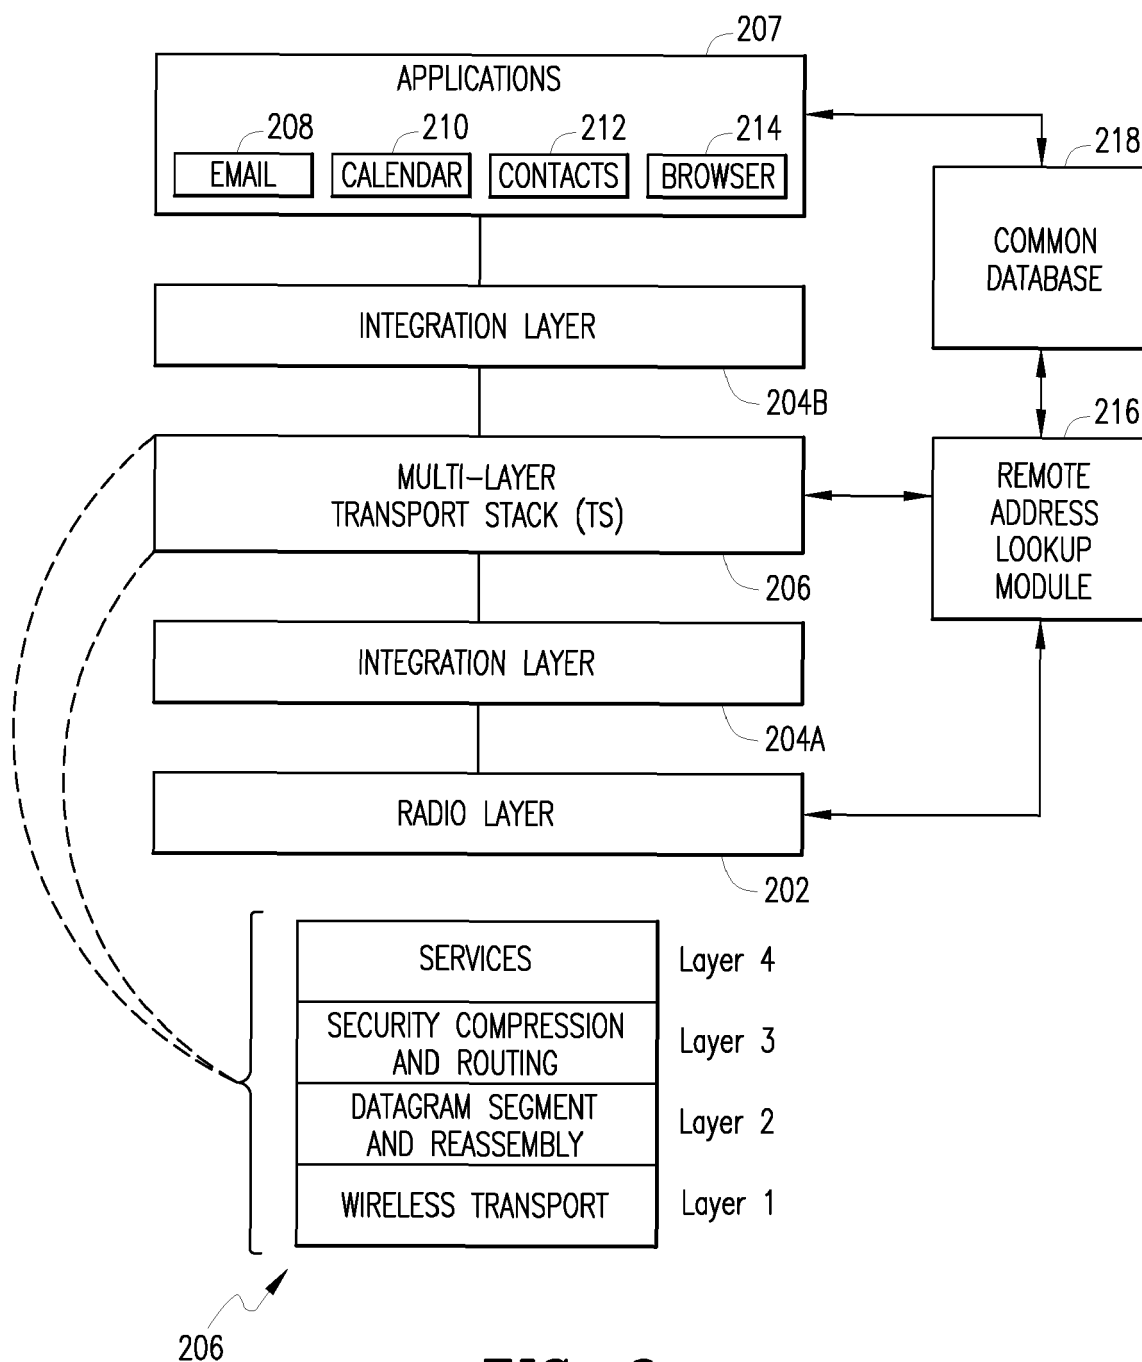 207
APPLICATIONS
208
210
212
214
EMAIL
CALENDAR
CONTACTS
BROWSER
218
COMMON
DATABASE
INTEGRATION LAYER
204B
216
MULTI-LAYER
TRANSPORT STACK (TS)
REMOTE
ADDRESS
LOOKUP
MODULE
206
INTEGRATION LAYER
204A
RADIO LAYER
202
SERVICES
Layer 4
SECURITY COMPRESSION
AND ROUTING
Layer 3
DATAGRAM SEGMENT
AND REASSEMBLY
Layer 2
WIRELESS TRANSPORT
Layer 1
206